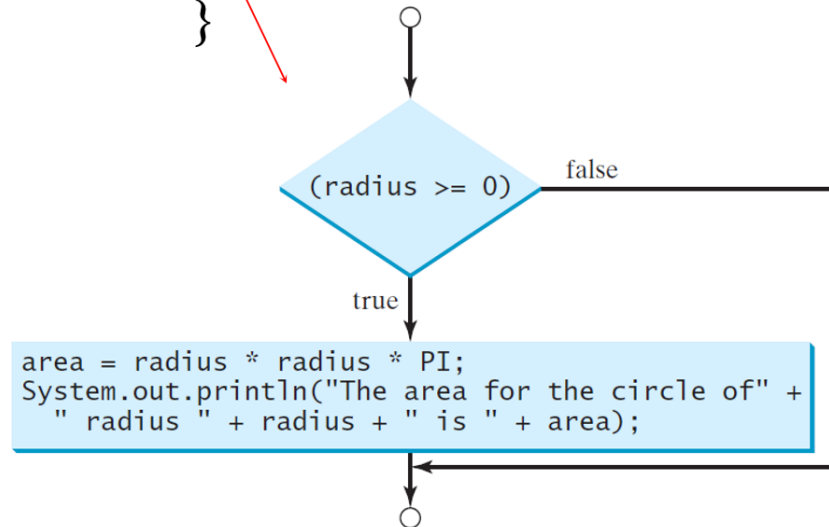 }
(radius >= 0)
false
true
area = radius * radius * PI;
System.out.println("The area for the circle of" +
" radius " + radius + " is " + area);